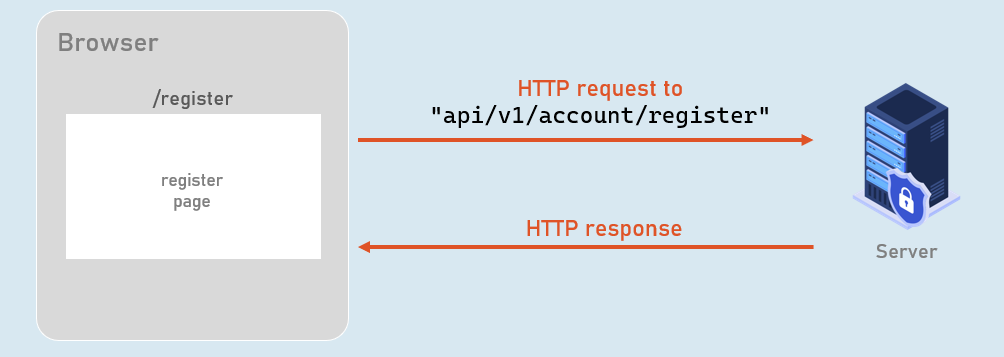 Browser
/register
register
page
HTTP request to
"api/v1/account/register"
HTTP response
Server